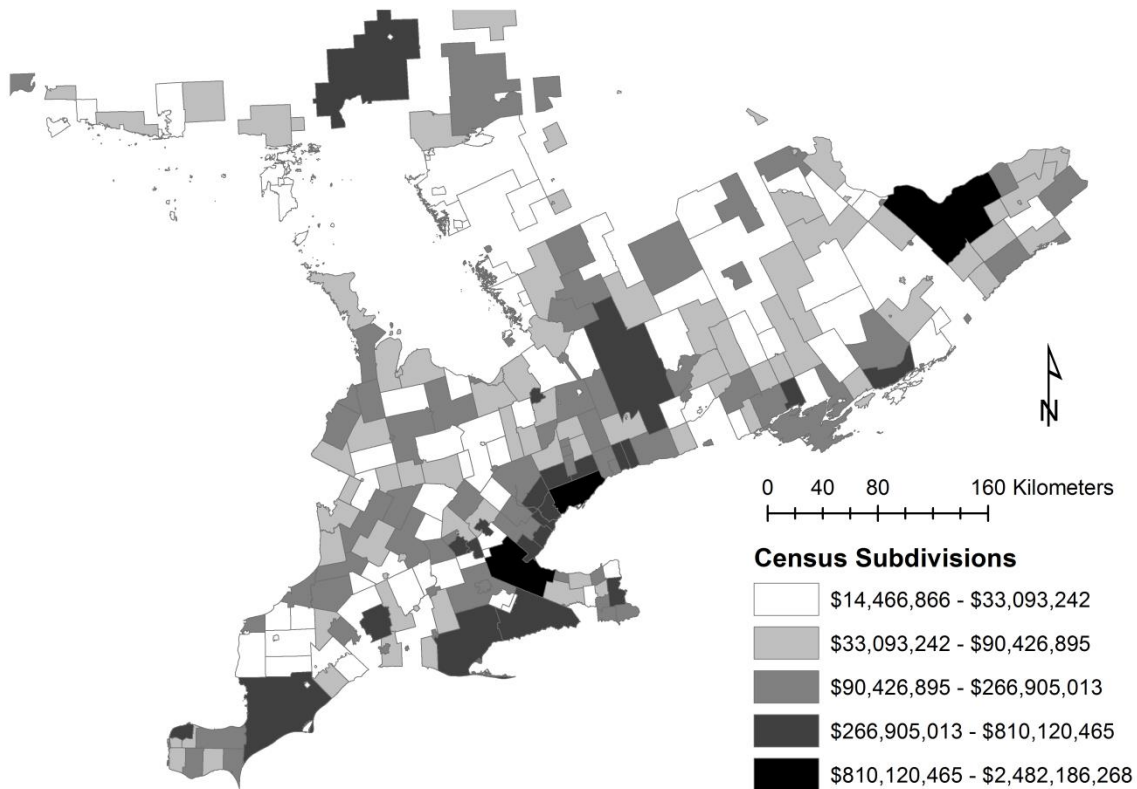 N
0 40 80 160 Kilometers
Census Subdivisions
$14,466,866 - $33,093,242
$33,093,242 - $90,426,895
$90,426,895 - $266,905,013
$266,905,013 - $810,120,465
$810,120,465 - $2,482,186,268